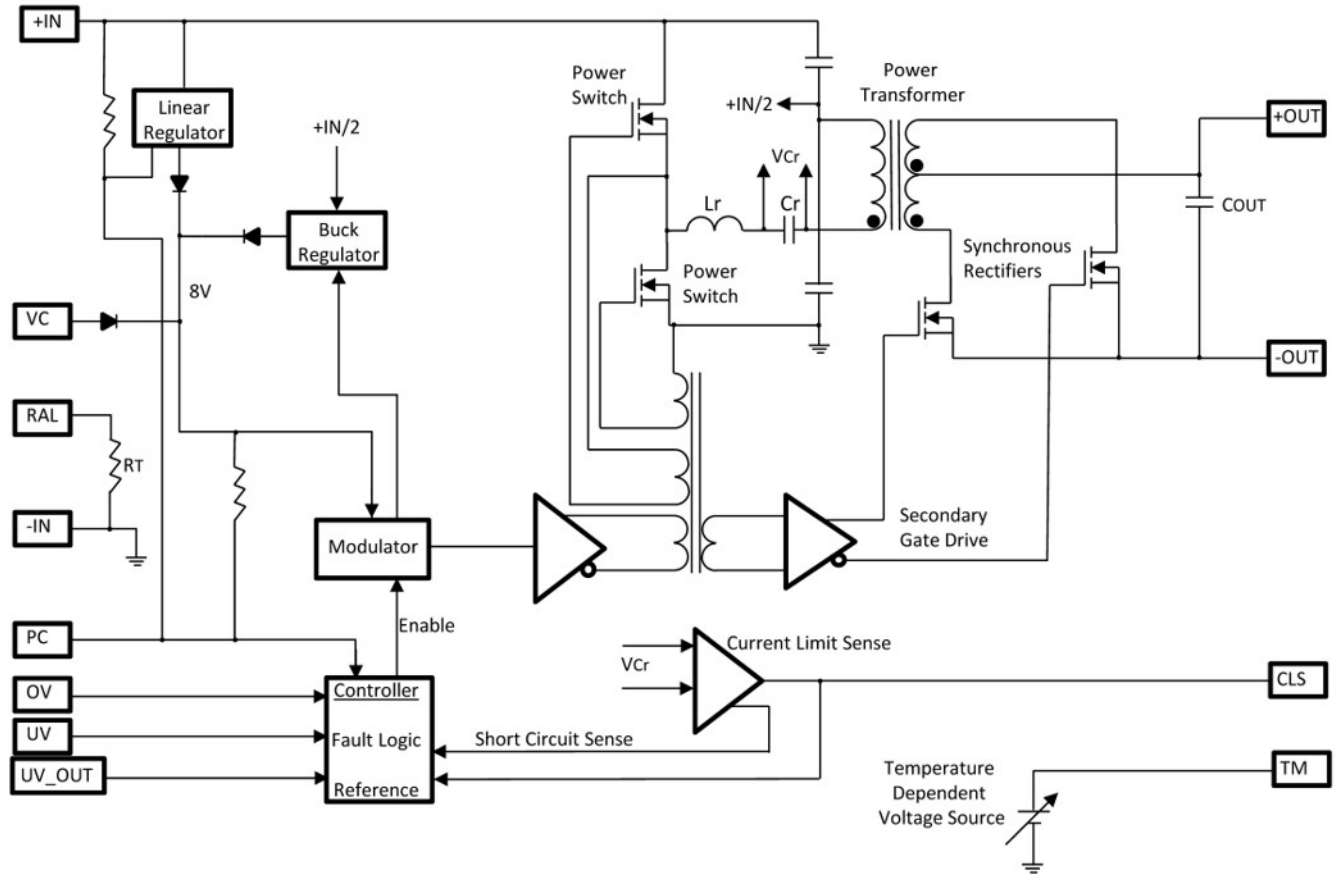 +IN
Linear
Regulator
+IN/2
Buck
Regulator
8V
VC
RAL
RT
-IN
Modulator
PC
Enable
OV
UV
UV_OUT
Controller
Fault Logic
Reference
Power
Switch
+IN/2
Power
Transformer
VCr
Lr
Cr
Power
Switch
Synchronous
Rectifiers
+OUT
COUT
-OUT
Secondary
Gate Drive
Current Limit Sense
VCr
Short Circuit Sense
CLS
Temperature
Dependent
Voltage Source
TM